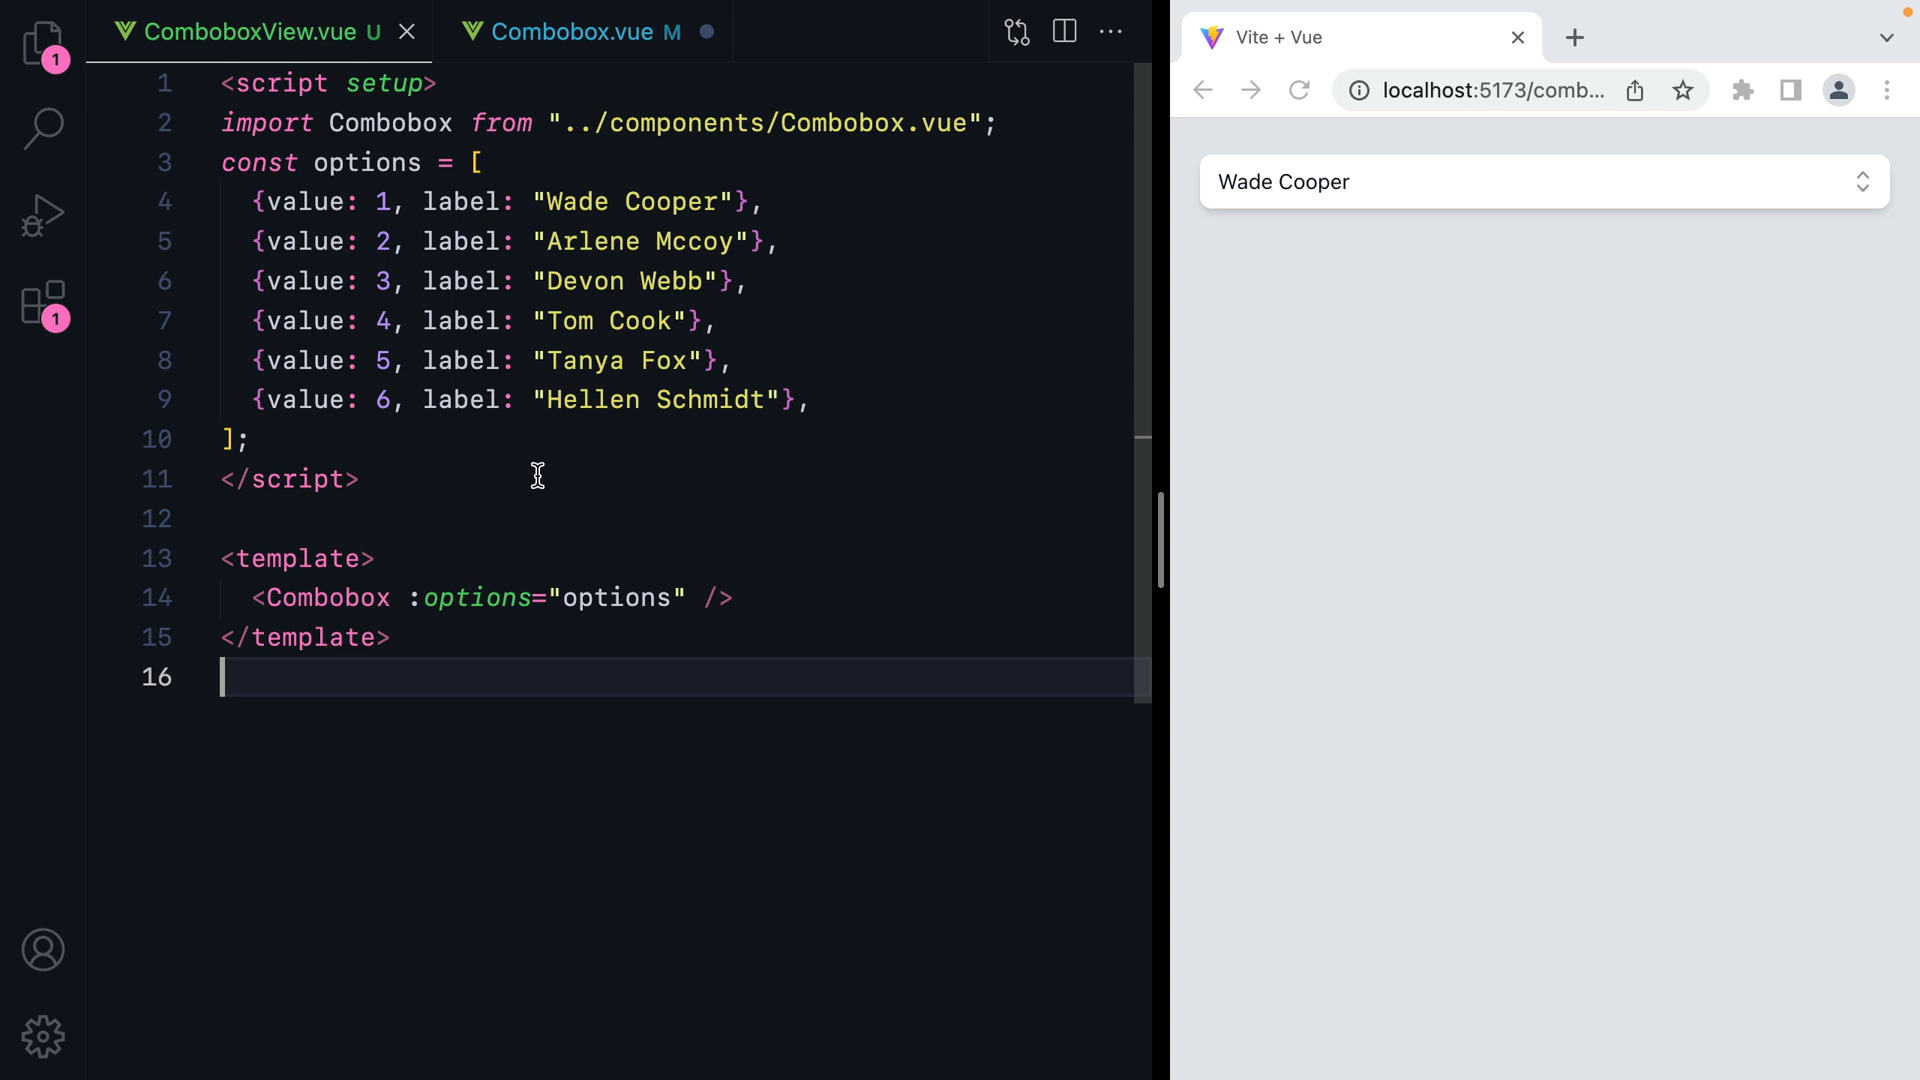 ComboboxView.vue U
Combobox.vue M
Vite + Vue
localhost:5173/comb...
1
1
1 <script setup>
2 import Combobox from "../components/Combobox.vue";
3 const options = [
4 {value: 1, label: "Wade Cooper"},
5 {value: 2, label: "Arlene Mccoy"},
6 {value: 3, label: "Devon Webb"},
7 {value: 4, label: "Tom Cook"},
8 {value: 5, label: "Tanya Fox"},
9 {value: 6, label: "Hellen Schmidt"},
10 ];
11 </script>
12
13 <template>
14 <Combobox :options="options" />
15 </template>
16
Wade Cooper